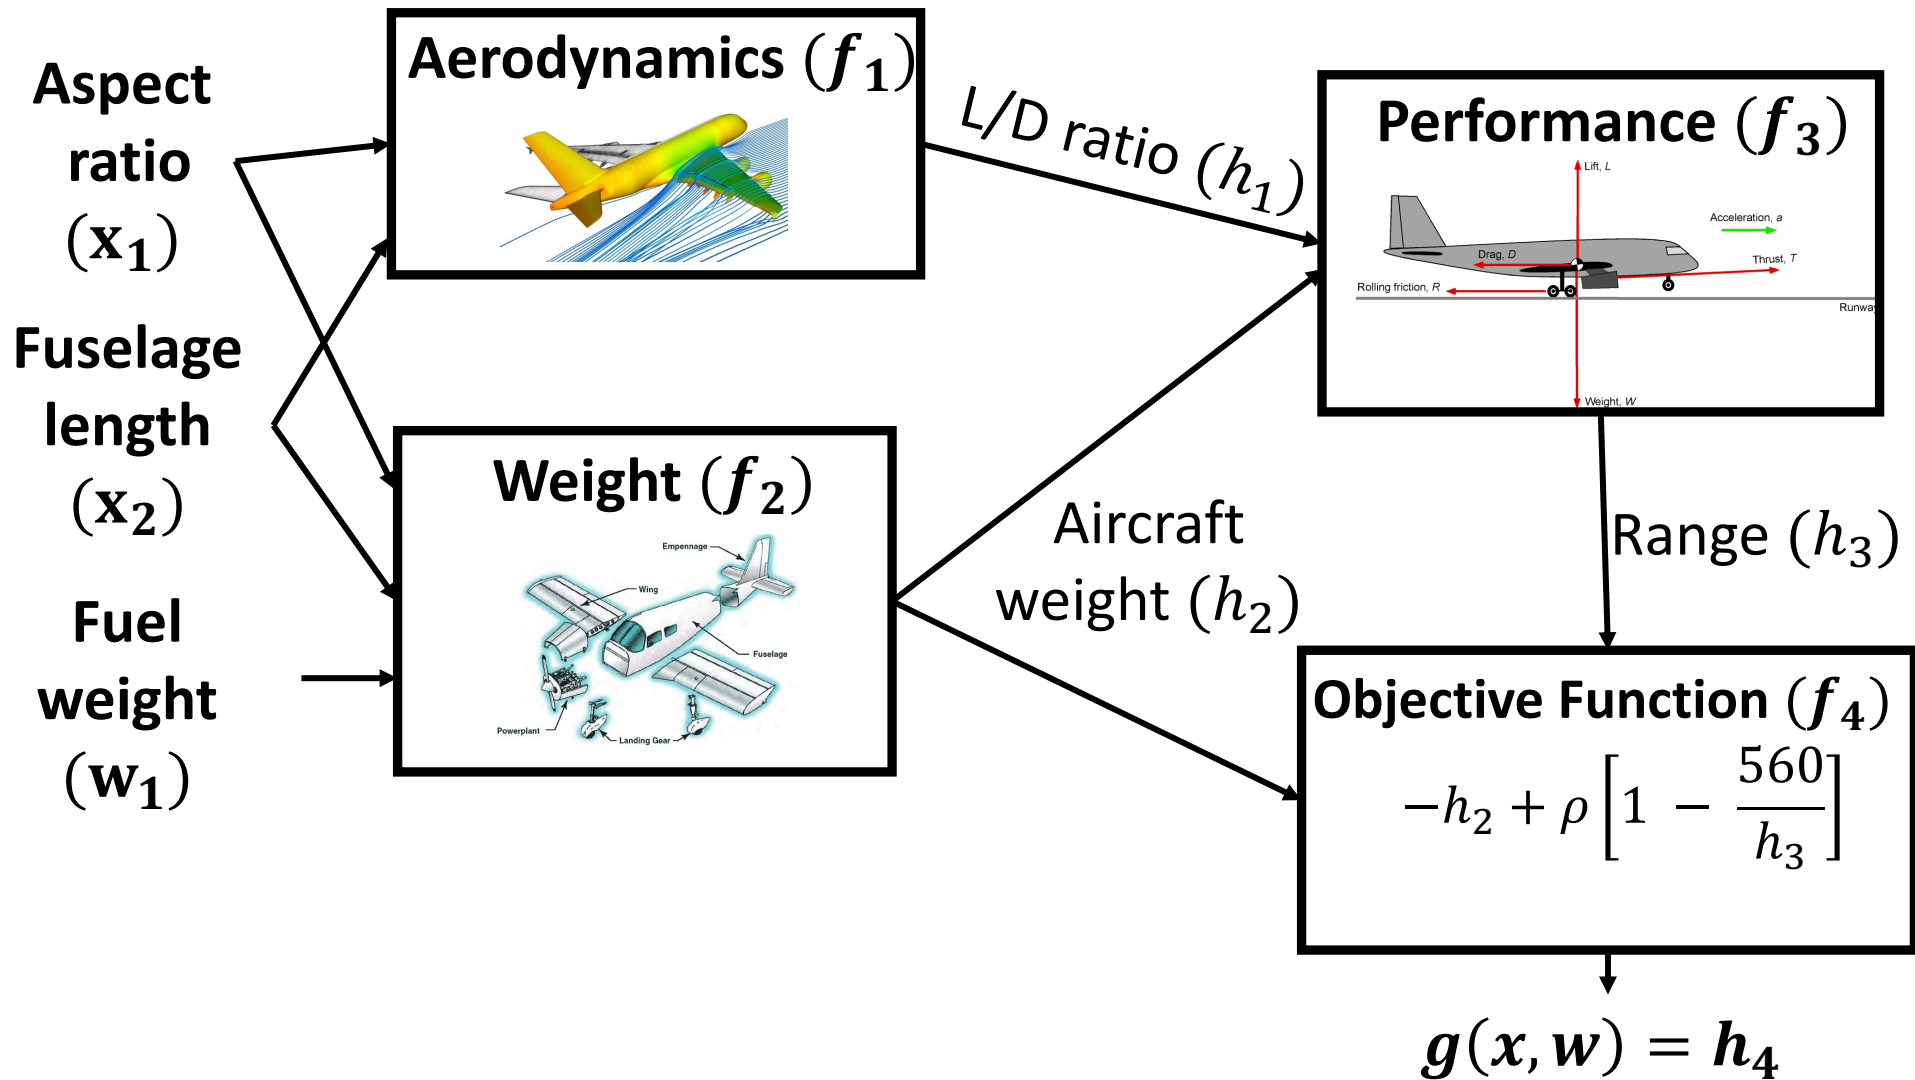 Aspect
ratio
(x₁)
Fuselage
length
(x₂)
Fuel
weight
(w₁)
Aerodynamics (f₁)
Weight (f₂)
Empennage
Wing
Fuselage
Powerplant
Landing Gear
L/D ratio (h₁)
Aircraft
weight (h₂)
Performance (f₃)
Lift, L
Acceleration, a
Drag, D
Thrust, T
Rolling friction, R
Runway
Weight, W
Range (h₃)
Objective Function (f₄)
−h₂ + ρ [1 − 560/h₃]
g(x, w) = h₄